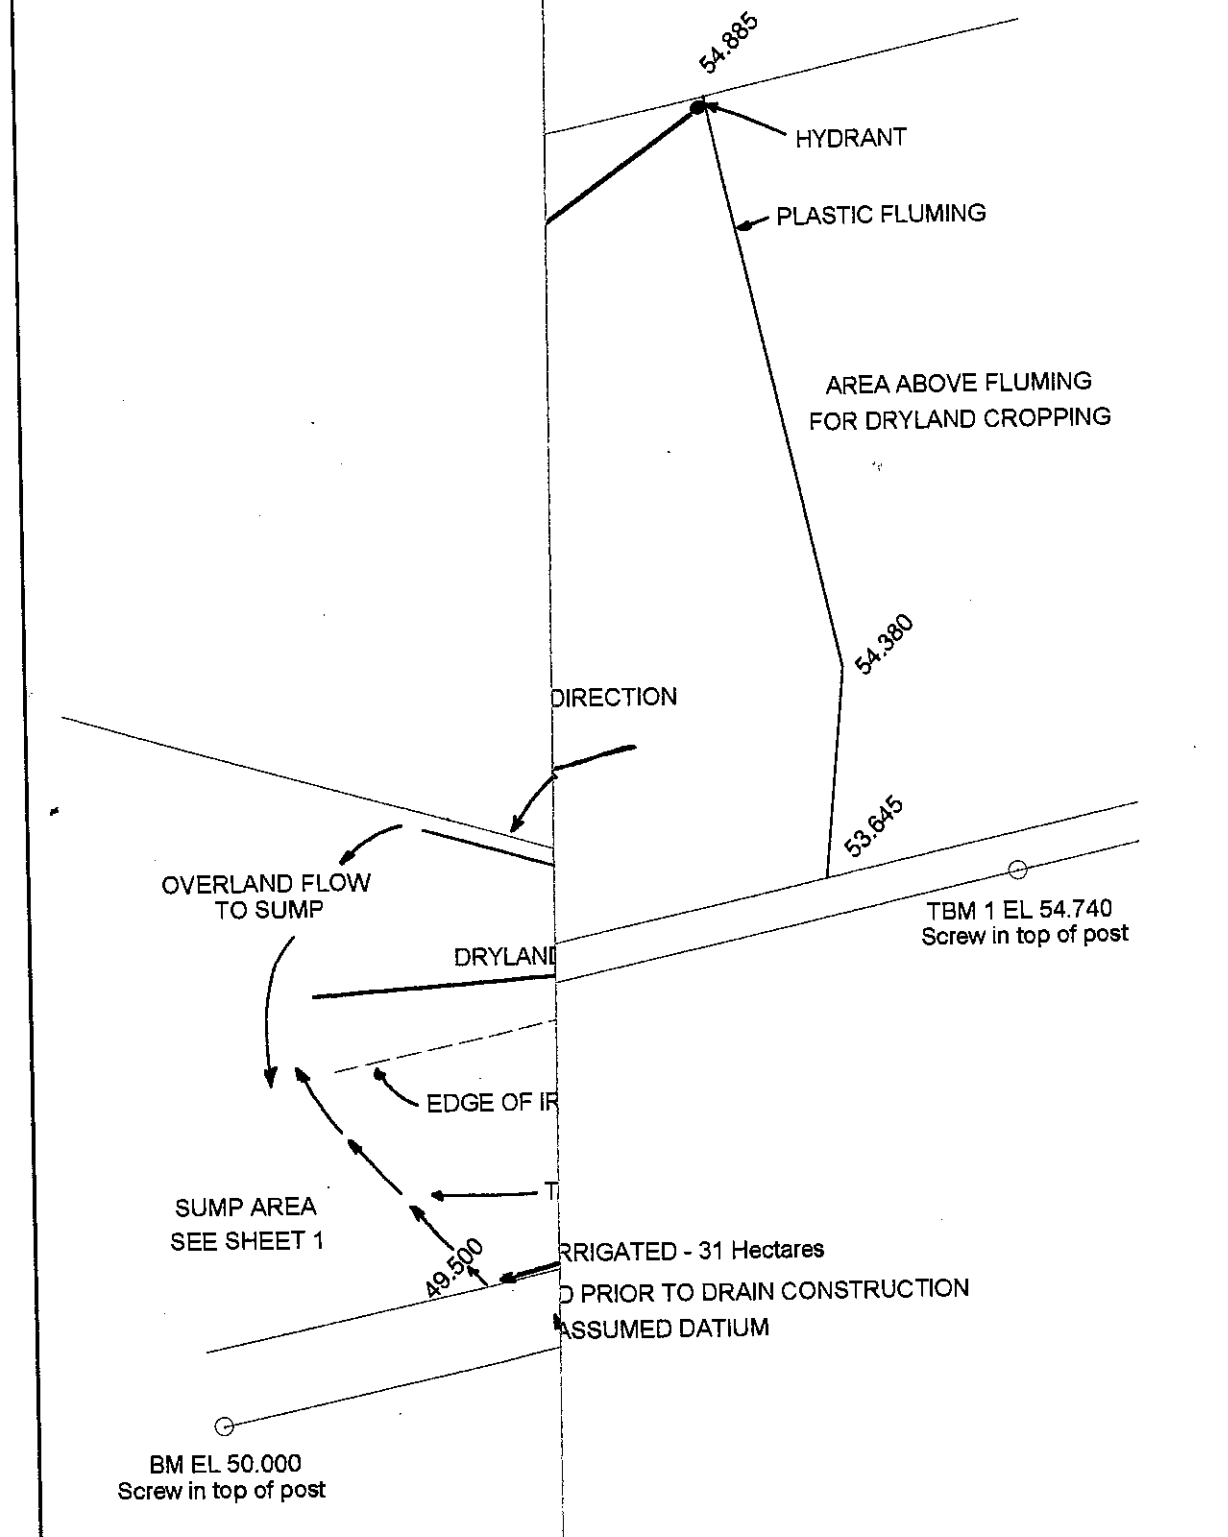 54.885
HYDRANT
PLASTIC FLUMING
AREA ABOVE FLUMING
FOR DRYLAND CROPPING
54.380
DIRECTION
53.645
OVERLAND FLOW
TO SUMP
TBM 1 EL 54.740
Screw in top of post
DRYLAND
EDGE OF IR
T
SUMP AREA
SEE SHEET 1
49.500
RRIGATED - 31 Hectares
D PRIOR TO DRAIN CONSTRUCTION
ASSUMED DATIUM
BM EL 50.000
Screw in top of post